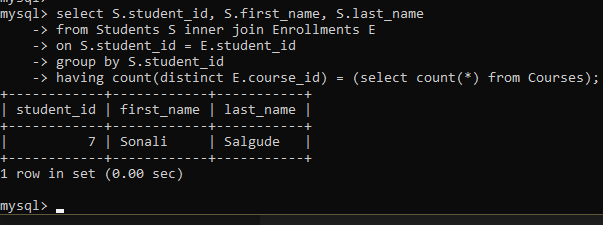 mysql> select S.student_id, S.first_name, S.last_name
    -> from Students S inner join Enrollments E
    -> on S.student_id = E.student_id
    -> group by S.student_id
    -> having count(distinct E.course_id) = (select count(*) from Courses);
+------------+------------+-----------+
| student_id | first_name | last_name |
+------------+------------+-----------+
|          7 | Sonali     | Salgude   |
+------------+------------+-----------+
1 row in set (0.00 sec)
mysql>